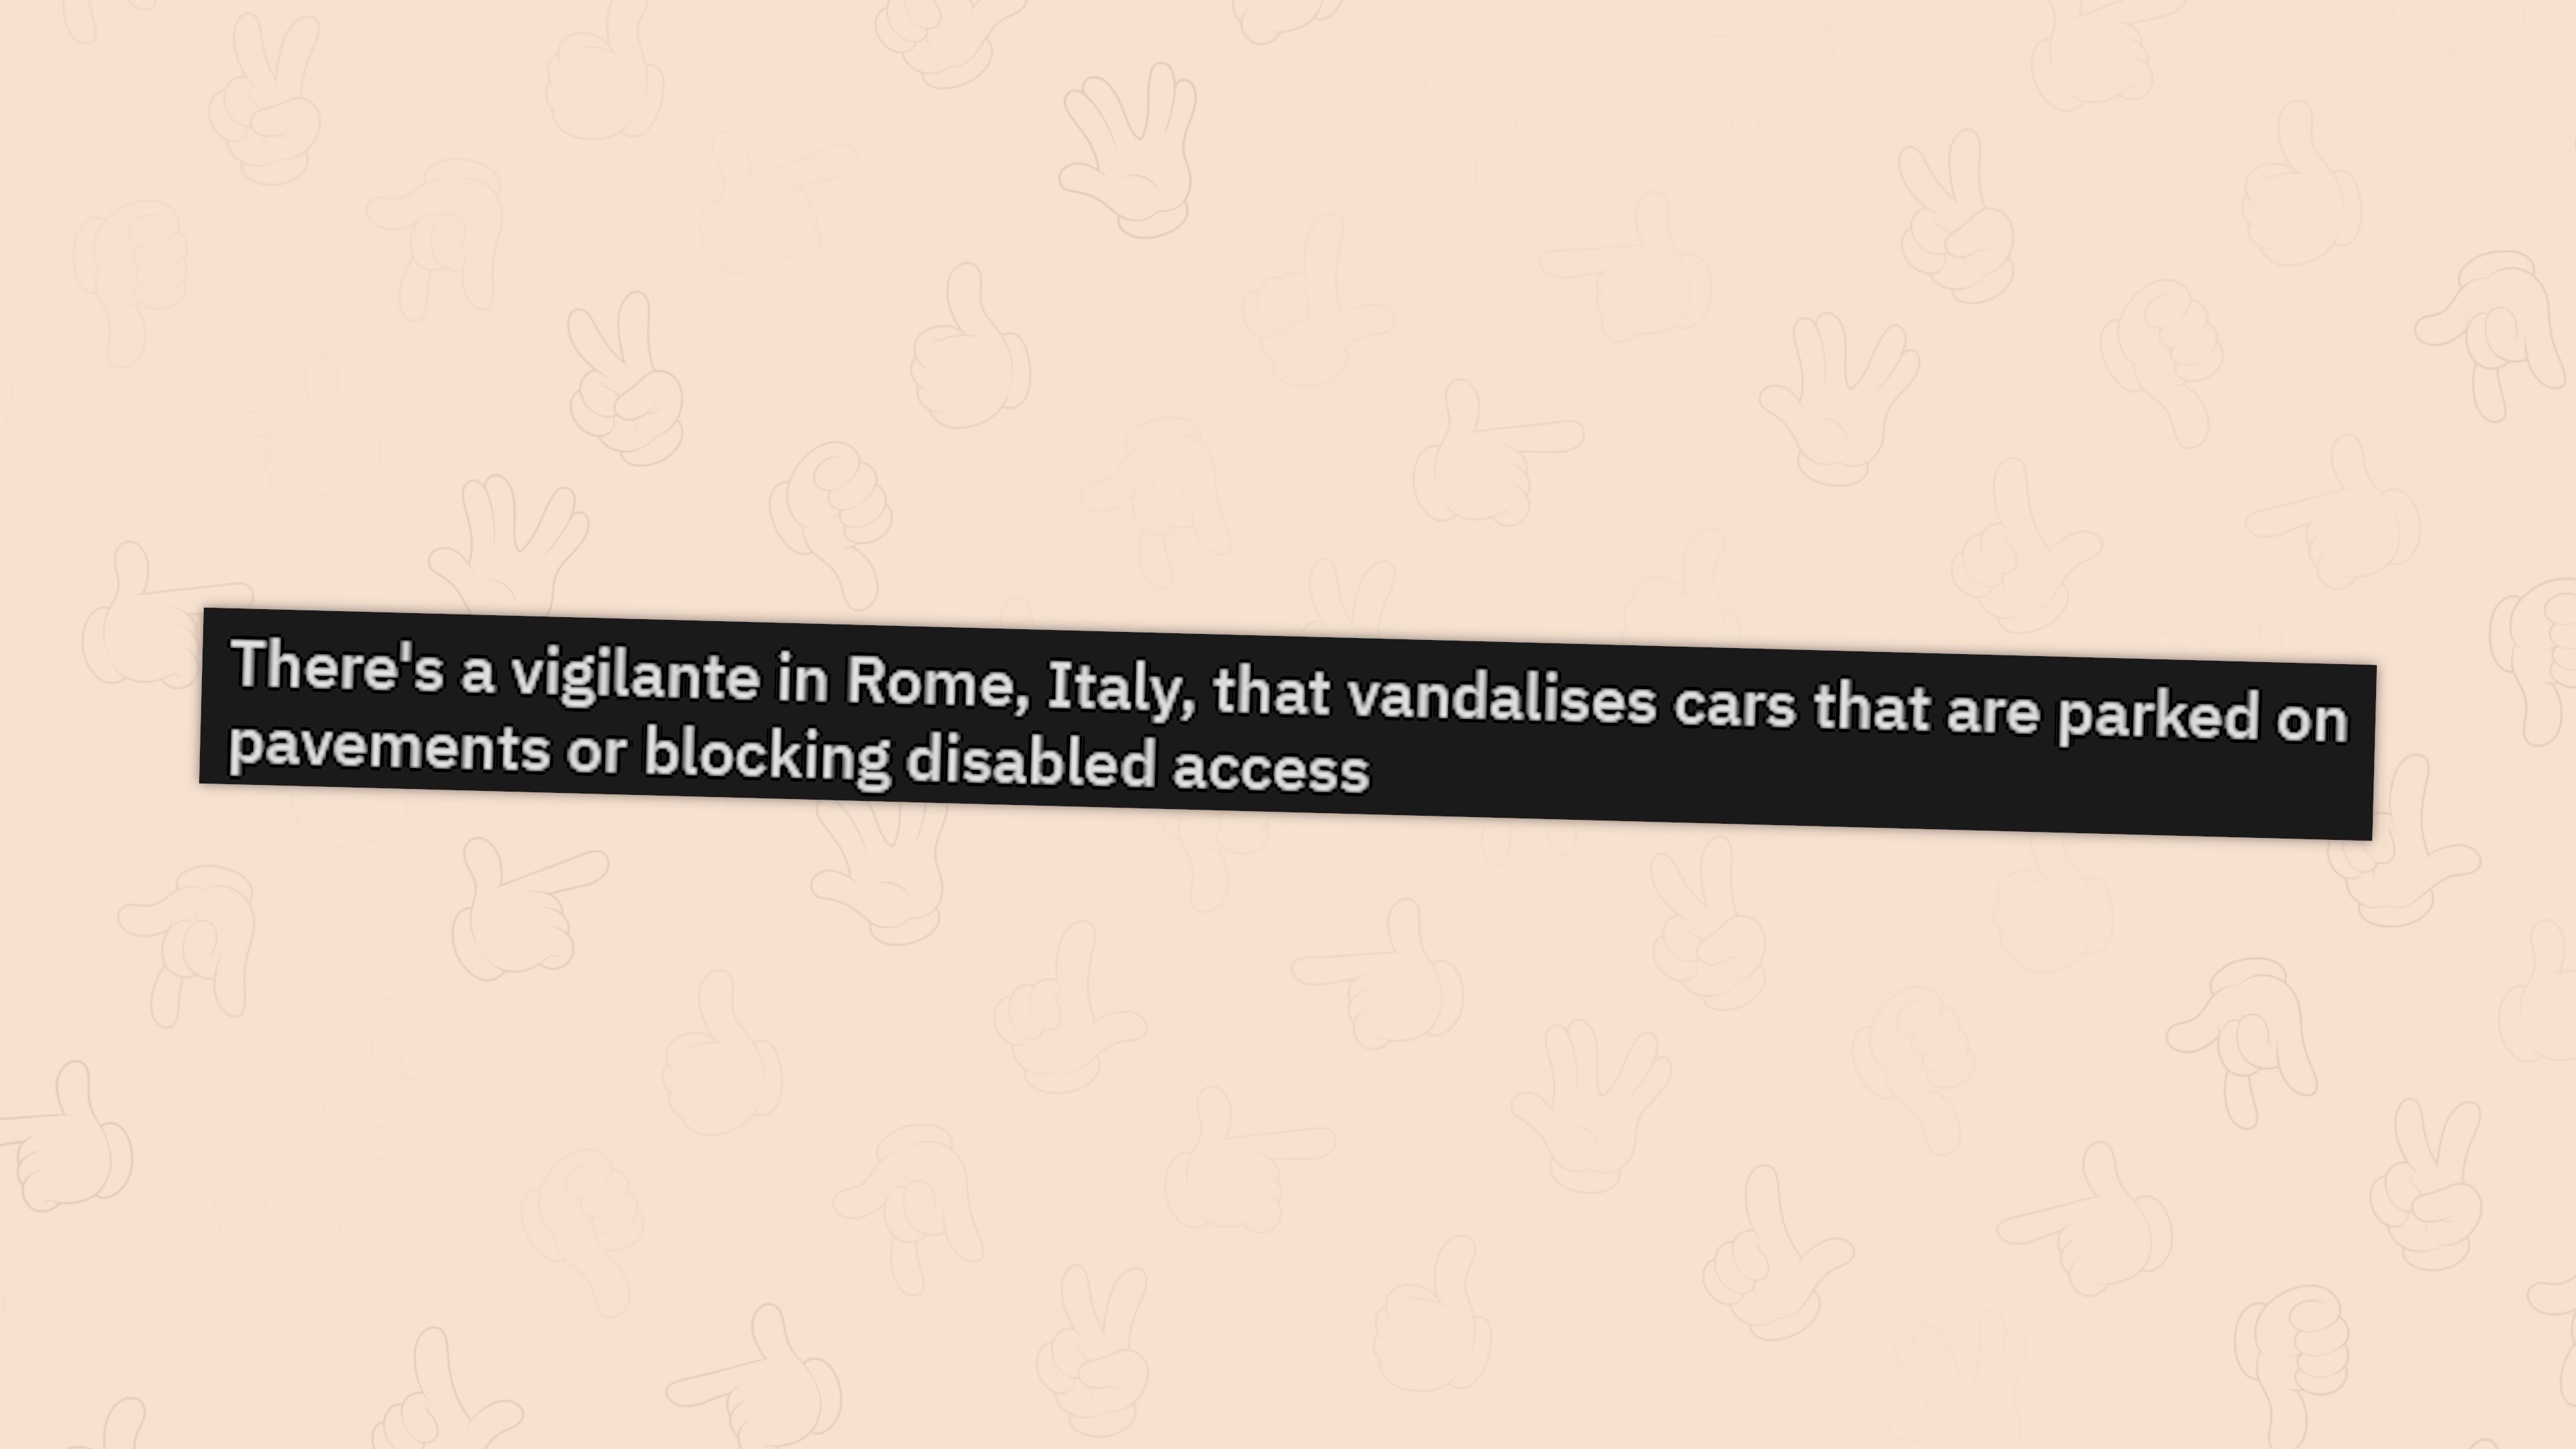 There's a vigilante in Rome, Italy, that vandalises cars that are parked on
pavements or blocking disabled access